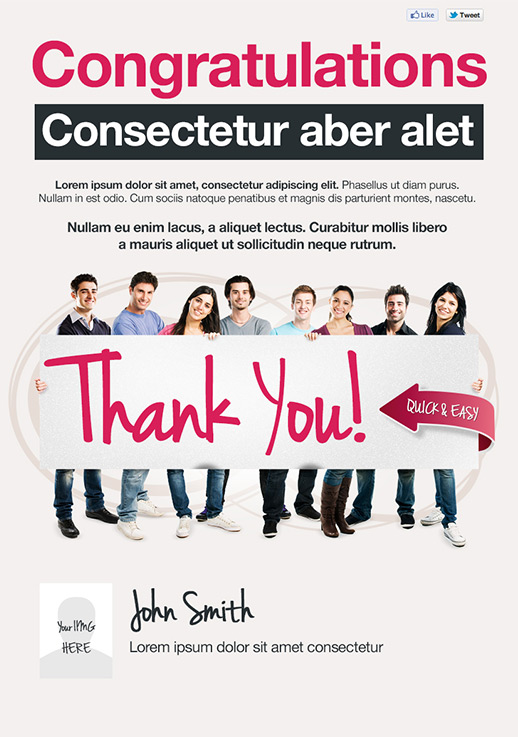 Like Tweet
Congratulations
Consectetur aber alet
Lorem ipsum dolor sit amet, consectetur adipiscing elit. Phasellus ut diam purus.
Nullam in est odio. Cum sociis natoque penatibus et magnis dis parturient montes, nascetu.
Nullam eu enim lacus, a aliquet lectus. Curabitur mollis libero
a mauris aliquet ut sollicitudin neque rutrum.
Thank You!
QUICK & EASY
John Smith
Your IMG
HERE
Lorem ipsum dolor sit amet consectetur